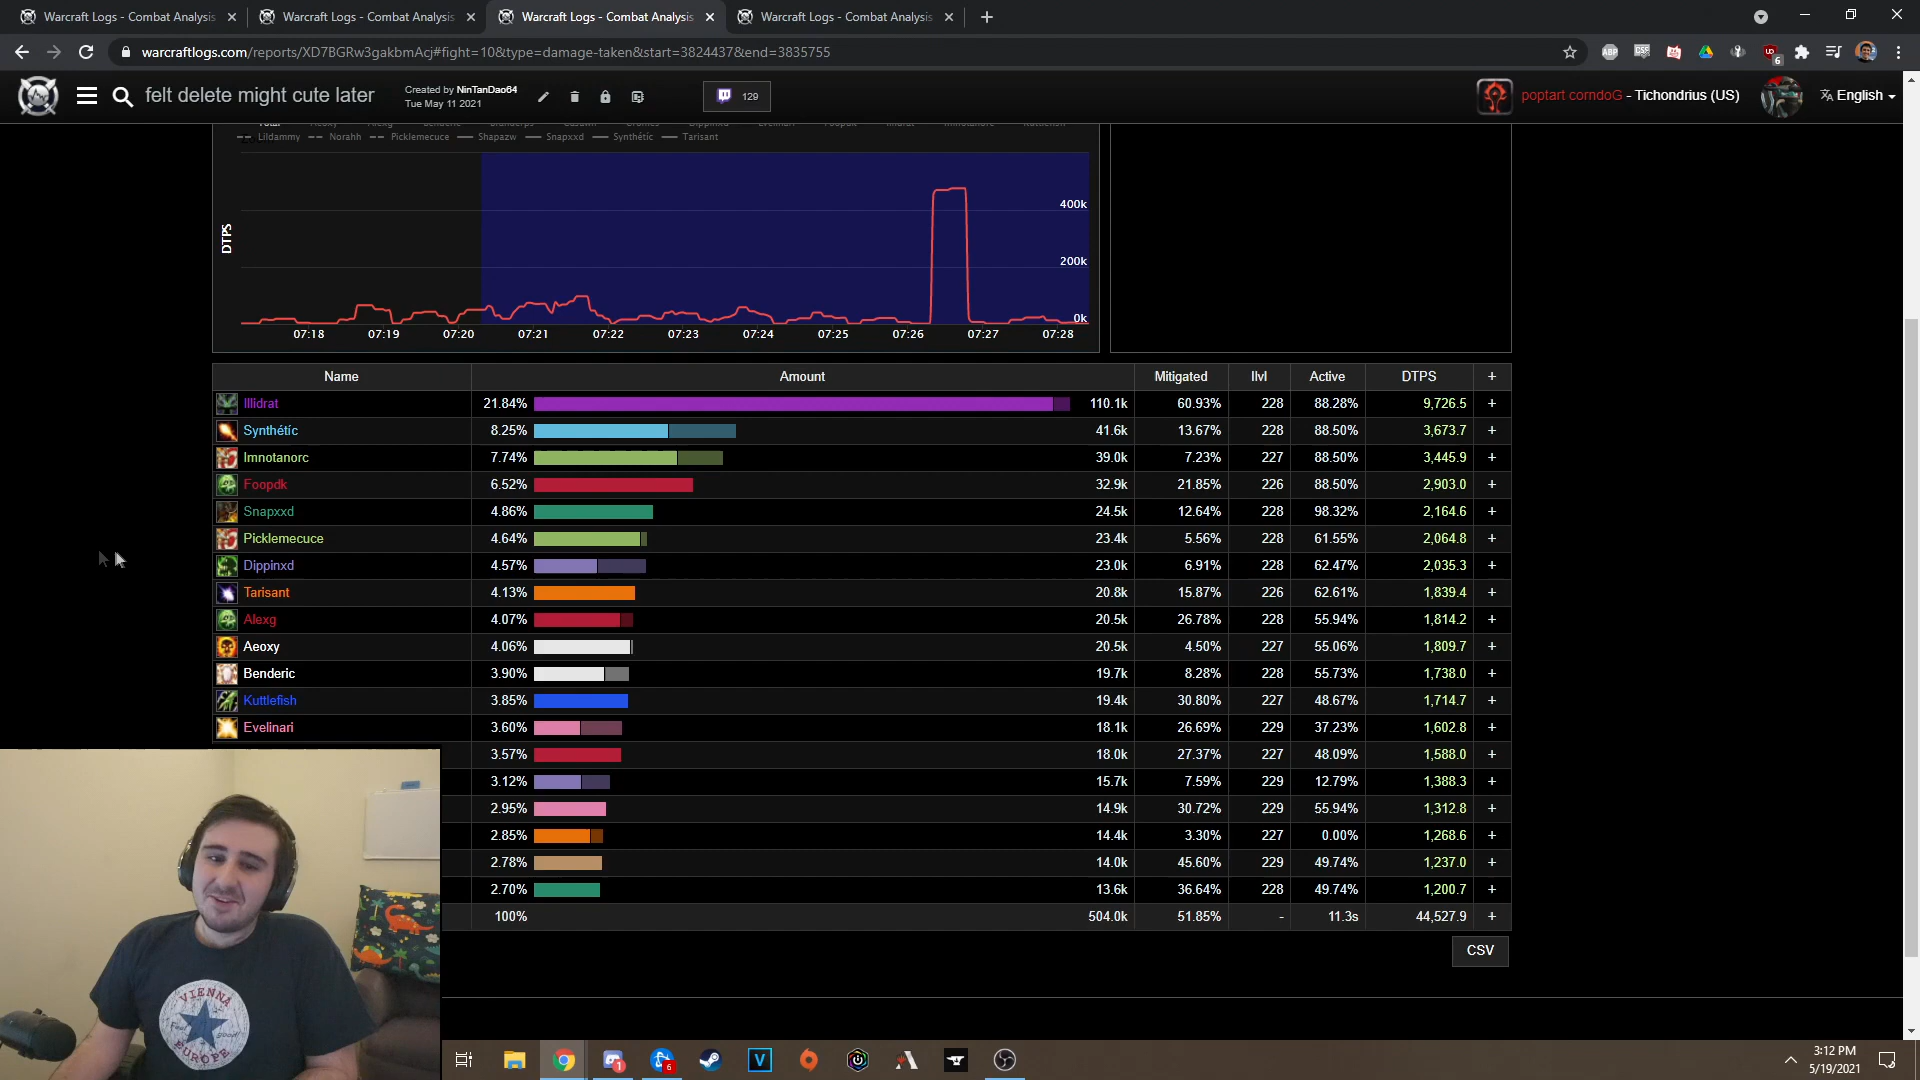 Warcraft Logs - Combat Analysis
Warcraft Logs - Combat Analysis
Warcraft Logs - Combat Analysis
Warcraft Logs - Combat Analysis
warcraftlogs.com/reports/XD7BGRw3gakbmAcj#fight=10&type=damage-taken&start=3824437&end=3835755
ABP
6
felt delete might cute later
Created by NinTanDao64
Tue May 11 2021
129
poptart corndoG - Tichondrius (US)
English
Lildammy Norahh Picklemecuce Shapazw Snapxxd Synthétic Tarisant
DTPS
400k
200k
0k
07:18 07:19 07:20 07:21 07:22 07:23 07:24 07:25 07:26 07:27 07:28
Name Amount Mitigated Ilvl Active DTPS +
Illidrat 21.84% 110.1k 60.93% 228 88.28% 9,726.5 +
Synthétíc 8.25% 41.6k 13.67% 228 88.50% 3,673.7 +
Imnotanorc 7.74% 39.0k 7.23% 227 88.50% 3,445.9 +
Foopdk 6.52% 32.9k 21.85% 226 88.50% 2,903.0 +
Snapxxd 4.86% 24.5k 12.64% 228 98.32% 2,164.6 +
Picklemecuce 4.64% 23.4k 5.56% 228 61.55% 2,064.8 +
Dippinxd 4.57% 23.0k 6.91% 228 62.47% 2,035.3 +
Tarisant 4.13% 20.8k 15.87% 226 62.61% 1,839.4 +
Alexg 4.07% 20.5k 26.78% 228 55.94% 1,814.2 +
Aeoxy 4.06% 20.5k 4.50% 227 55.06% 1,809.7 +
Benderic 3.90% 19.7k 8.28% 228 55.73% 1,738.0 +
Kuttlefish 3.85% 19.4k 30.80% 227 48.67% 1,714.7 +
Evelinari 3.60% 18.1k 26.69% 229 37.23% 1,602.8 +
3.57% 18.0k 27.37% 227 48.09% 1,588.0 +
3.12% 15.7k 7.59% 229 12.79% 1,388.3 +
2.95% 14.9k 30.72% 229 55.94% 1,312.8 +
2.85% 14.4k 3.30% 227 0.00% 1,268.6 +
2.78% 14.0k 45.60% 229 49.74% 1,237.0 +
2.70% 13.6k 36.64% 228 49.74% 1,200.7 +
100% 504.0k 51.85% - 11.3s 44,527.9 +
CSV
VIENNA
EUROPE
1
6
V
3:12 PM
5/19/2021